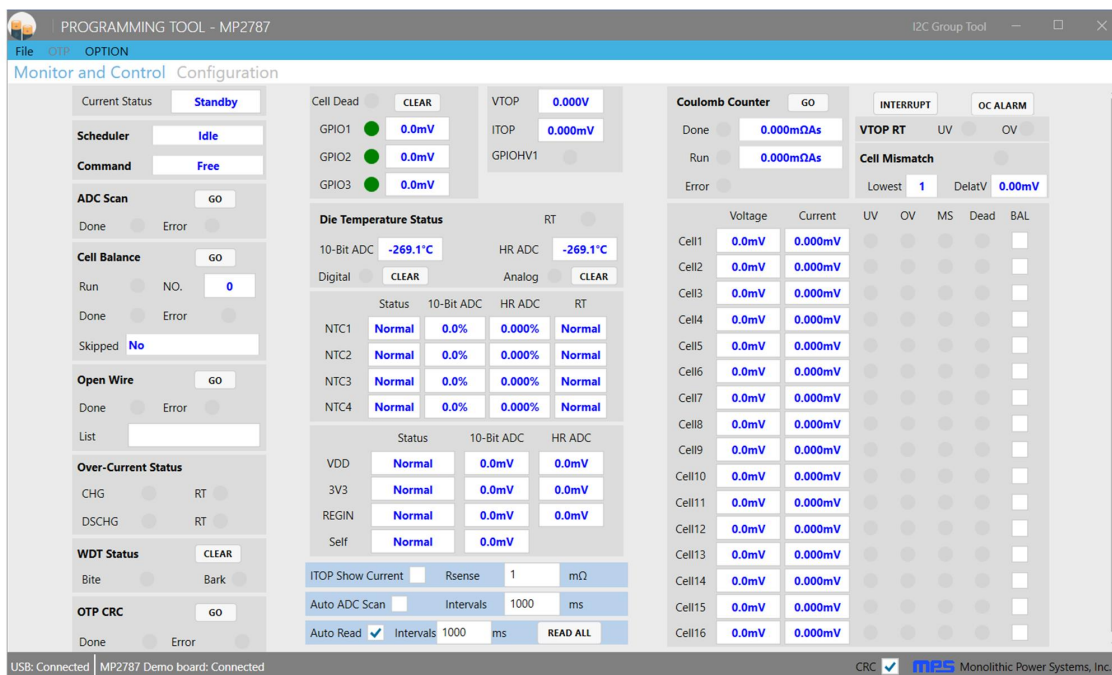 PROGRAMMING TOOL - MP2787
I2C Group Tool
File OTP OPTION
Monitor and Control Configuration
Current Status Standby
Scheduler Idle
Command Free
ADC Scan GO
Done Error
Cell Balance GO
Run NO. 0
Done Error
Skipped No
Open Wire GO
Done Error
List
Over-Current Status
CHG RT
DSCHG RT
WDT Status CLEAR
Bite Bark
OTP CRC GO
Done Error
Cell Dead CLEAR
GPIO1 0.0mV
GPIO2 0.0mV
GPIO3 0.0mV
VTOP 0.000V
ITOP 0.000mV
GPIOHV1
Die Temperature Status RT
10-Bit ADC -269.1°C HR ADC -269.1°C
Digital CLEAR Analog CLEAR
Status 10-Bit ADC HR ADC RT
NTC1 Normal 0.0% 0.000% Normal
NTC2 Normal 0.0% 0.000% Normal
NTC3 Normal 0.0% 0.000% Normal
NTC4 Normal 0.0% 0.000% Normal
Status 10-Bit ADC HR ADC
VDD Normal 0.0mV 0.0mV
3V3 Normal 0.0mV 0.0mV
REGIN Normal 0.0mV 0.0mV
Self Normal 0.0mV
ITOP Show Current Rsense 1 mΩ
Auto ADC Scan Intervals 1000 ms
Auto Read Intervals 1000 ms READ ALL
Coulomb Counter GO
Done 0.000mΩAs
Run 0.000mΩAs
Error
INTERRUPT OC ALARM
VTOP RT UV OV
Cell Mismatch
Lowest 1 DelatV 0.00mV
Voltage Current UV OV MS Dead BAL
Cell1 0.0mV 0.000mV
Cell2 0.0mV 0.000mV
Cell3 0.0mV 0.000mV
Cell4 0.0mV 0.000mV
Cell5 0.0mV 0.000mV
Cell6 0.0mV 0.000mV
Cell7 0.0mV 0.000mV
Cell8 0.0mV 0.000mV
Cell9 0.0mV 0.000mV
Cell10 0.0mV 0.000mV
Cell11 0.0mV 0.000mV
Cell12 0.0mV 0.000mV
Cell13 0.0mV 0.000mV
Cell14 0.0mV 0.000mV
Cell15 0.0mV 0.000mV
Cell16 0.0mV 0.000mV
USB: Connected MP2787 Demo board: Connected
CRC mps Monolithic Power Systems, Inc.